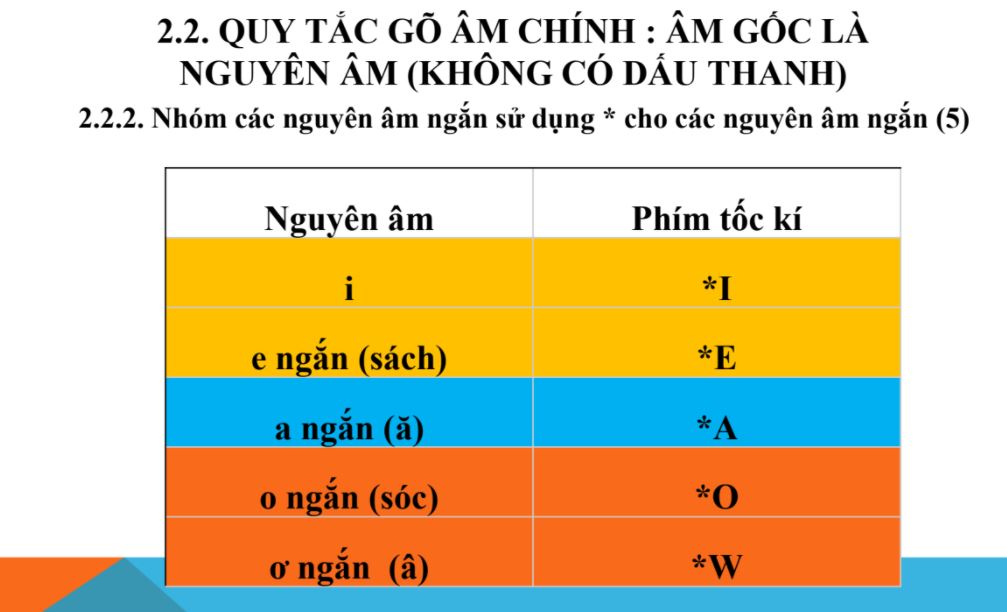 2.2. QUY TẮC GÕ ÂM CHÍNH : ÂM GỐC LÀ
NGUYÊN ÂM (KHÔNG CÓ DẤU THANH)
2.2.2. Nhóm các nguyên âm ngắn sử dụng * cho các nguyên âm ngắn (5)
Nguyên âm Phím tốc kí
i *I
e ngắn (sách) *E
a ngắn (ă) *A
o ngắn (sóc) *O
ơ ngắn (â) *W